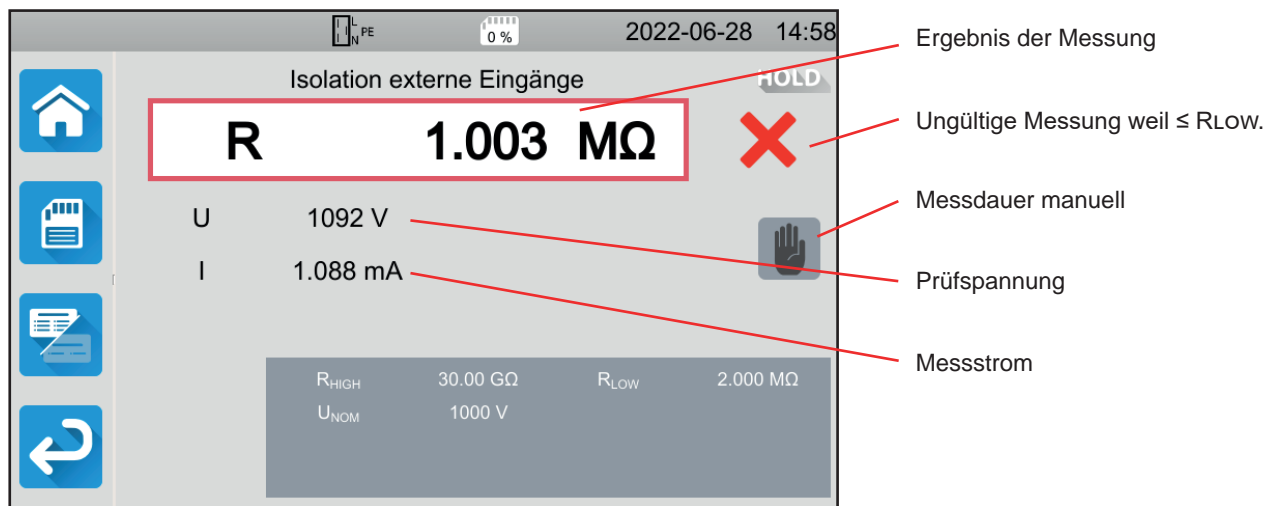 L
N PE
0 %
2022-06-28 14:58
Isolation externe Eingänge
HOLD
R 1.003 MΩ
U 1092 V
I 1.088 mA
RHIGH 30.00 GΩ RLOW 2.000 MΩ
UNOM 1000 V
Ergebnis der Messung
Ungültige Messung weil ≤ RLOW.
Messdauer manuell
Prüfspannung
Messstrom